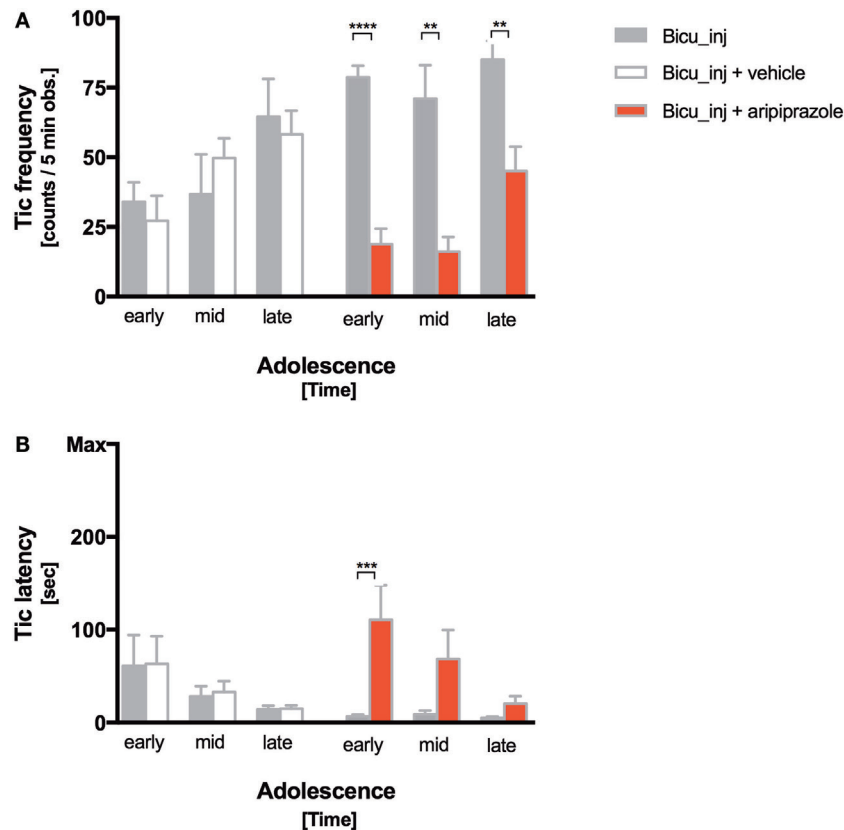 A
100
75
50
25
0
Tic frequency
[counts / 5 min obs.]
****
**
**
early
mid
late
early
mid
late
Adolescence
[Time]
Bicu_inj
Bicu_inj + vehicle
Bicu_inj + aripiprazole
B
Max
200
100
0
Tic latency
[sec]
***
early
mid
late
early
mid
late
Adolescence
[Time]